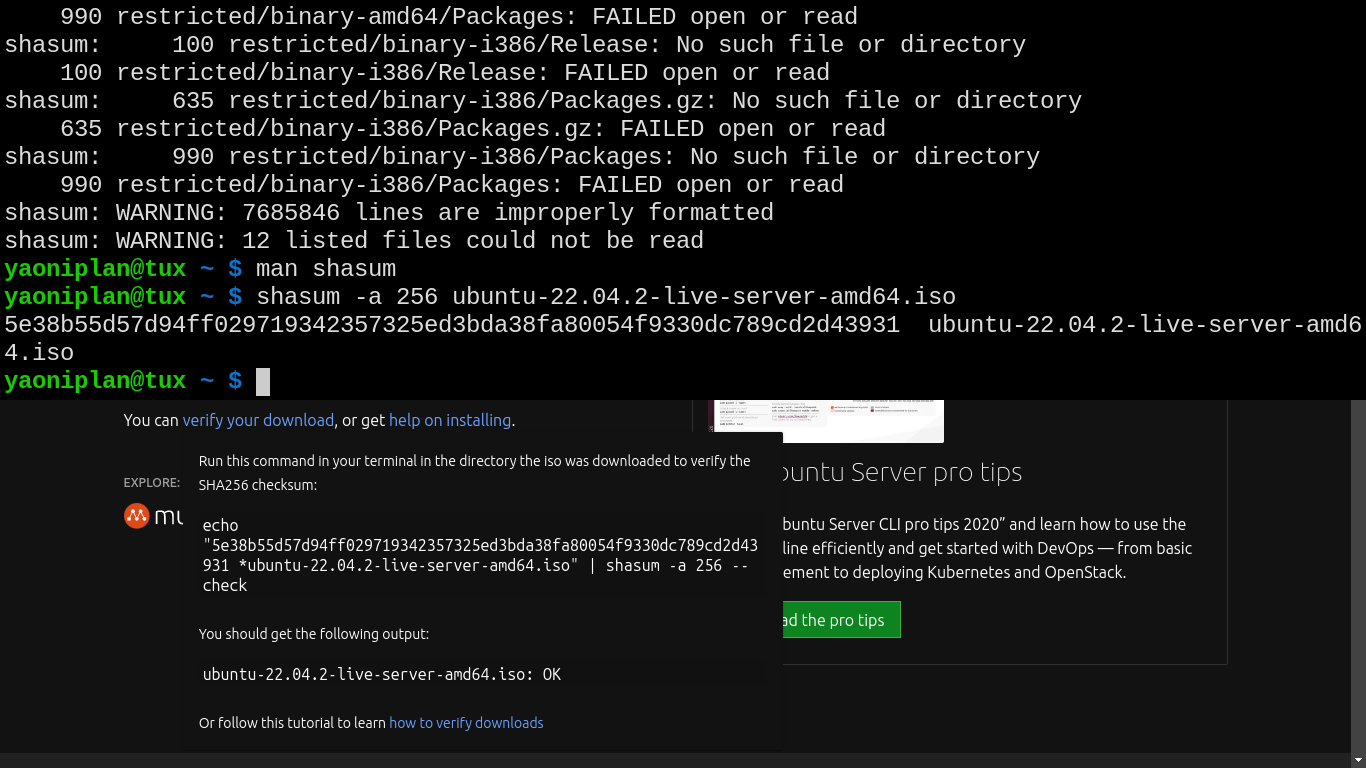 990 restricted/binary-amd64/Packages: FAILED open or read
shasum:     100 restricted/binary-i386/Release: No such file or directory
    100 restricted/binary-i386/Release: FAILED open or read
shasum:     635 restricted/binary-i386/Packages.gz: No such file or directory
    635 restricted/binary-i386/Packages.gz: FAILED open or read
shasum:     990 restricted/binary-i386/Packages: No such file or directory
    990 restricted/binary-i386/Packages: FAILED open or read
shasum: WARNING: 7685846 lines are improperly formatted
shasum: WARNING: 12 listed files could not be read
yaoniplan@tux ~ $ man shasum
yaoniplan@tux ~ $ shasum -a 256 ubuntu-22.04.2-live-server-amd64.iso
5e38b55d57d94ff029719342357325ed3bda38fa80054f9330dc789cd2d43931  ubuntu-22.04.2-live-server-amd6
4.iso
yaoniplan@tux ~ $
You can verify your download, or get help on installing.
EXPLORE:
Run this command in your terminal in the directory the iso was downloaded to verify the
SHA256 checksum:
echo
"5e38b55d57d94ff029719342357325ed3bda38fa80054f9330dc789cd2d43
931 *ubuntu-22.04.2-live-server-amd64.iso" | shasum -a 256 --
check
You should get the following output:
ubuntu-22.04.2-live-server-amd64.iso: OK
Or follow this tutorial to learn how to verify downloads
buntu Server pro tips
buntu Server CLI pro tips 2020” and learn how to use the
line efficiently and get started with DevOps — from basic
ement to deploying Kubernetes and OpenStack.
ad the pro tips